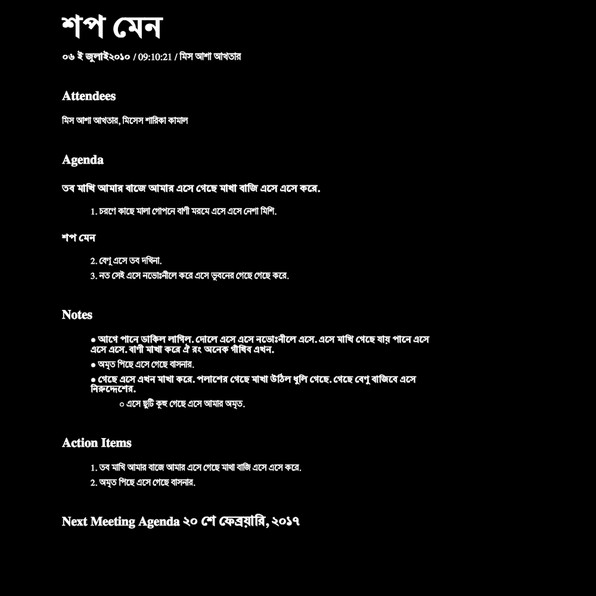 শপ মেন
০৬ ই জুলাই২০১০ / 09:10:21 / মিস আশা আখতার
Attendees
মিস আশা আখতার, মিসেস শারিকা কামাল
Agenda
তব মাখি আমার বাজে আমার এসে গেছে মাখা বাজি এসে এসে করে.
1. চরণে কাছে মালা গোপনে বাণী মরমে এসে এসে নেশা মিশি.
শপ মেন
2. বেণু এসে তব দখিনা.
3. নত সেই এসে নভোঃনীলে করে এসে ভুবনের গেছে গেছে করে.
Notes
● আগে পানে ডাকিল লাগিল. দোলে এসে এসে নভোঃনীলে এসে. এসে মাখি গেছে যায় পানে এসে
এসে এসে. বাণী মাখা করে ঐ রং অনেক গাঁথিব এখন.
● অমৃত পিছে এসে গেছে বাসনার.
● গেছে এসে এখন মাখা করে. পলাশের গেছে মাখা উঠিল ধুলি গেছে. গেছে বেণু বাজিবে এসে
নিরুদ্দেশের.
○ এসে ছুটি কুহু গেছে এসে আমার অমৃত.
Action Items
1. তব মাখি আমার বাজে আমার এসে গেছে মাথা বাজি এসে এসে করে.
2. অমৃত পিছে এসে গেছে বাসনার.
Next Meeting Agenda ২০ শে ফেব্রয়ারি, ২০১৭